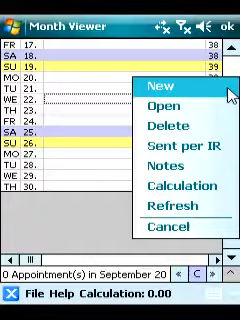 Month Viewer ok
FR 17. 38
SA 18. 38
SU 19. 39
MO 20.
TU 21.
WE 22.
TH 23.
FR 24.
SA 25.
SU 26.
MO 27.
TU 28.
WE 29.
TH 30.
New
Open
Delete
Sent per IR
Notes
Calculation
Refresh
Cancel
0 Appointment(s) in September 20 « C »
File Help Calculation: 0.00